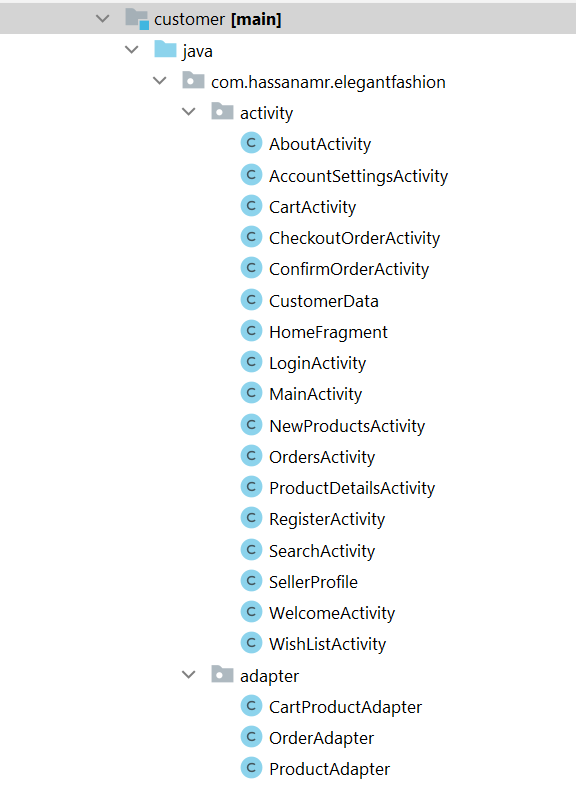 customer [main]
java
com.hassanamr.elegantfashion
activity
C AboutActivity
C AccountSettingsActivity
C CartActivity
C CheckoutOrderActivity
C ConfirmOrderActivity
C CustomerData
C HomeFragment
C LoginActivity
C MainActivity
C NewProductsActivity
C OrdersActivity
C ProductDetailsActivity
C RegisterActivity
C SearchActivity
C SellerProfile
C WelcomeActivity
C WishListActivity
adapter
C CartProductAdapter
C OrderAdapter
C ProductAdapter